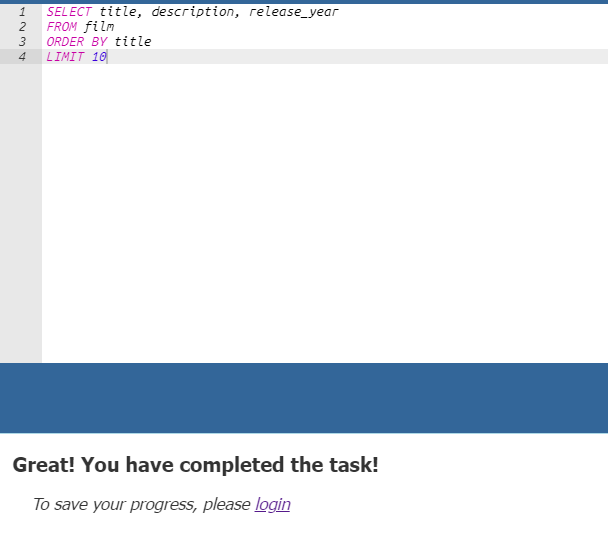 1 SELECT title, description, release_year
2 FROM film
3 ORDER BY title
4 LIMIT 10
Great! You have completed the task!
To save your progress, please login